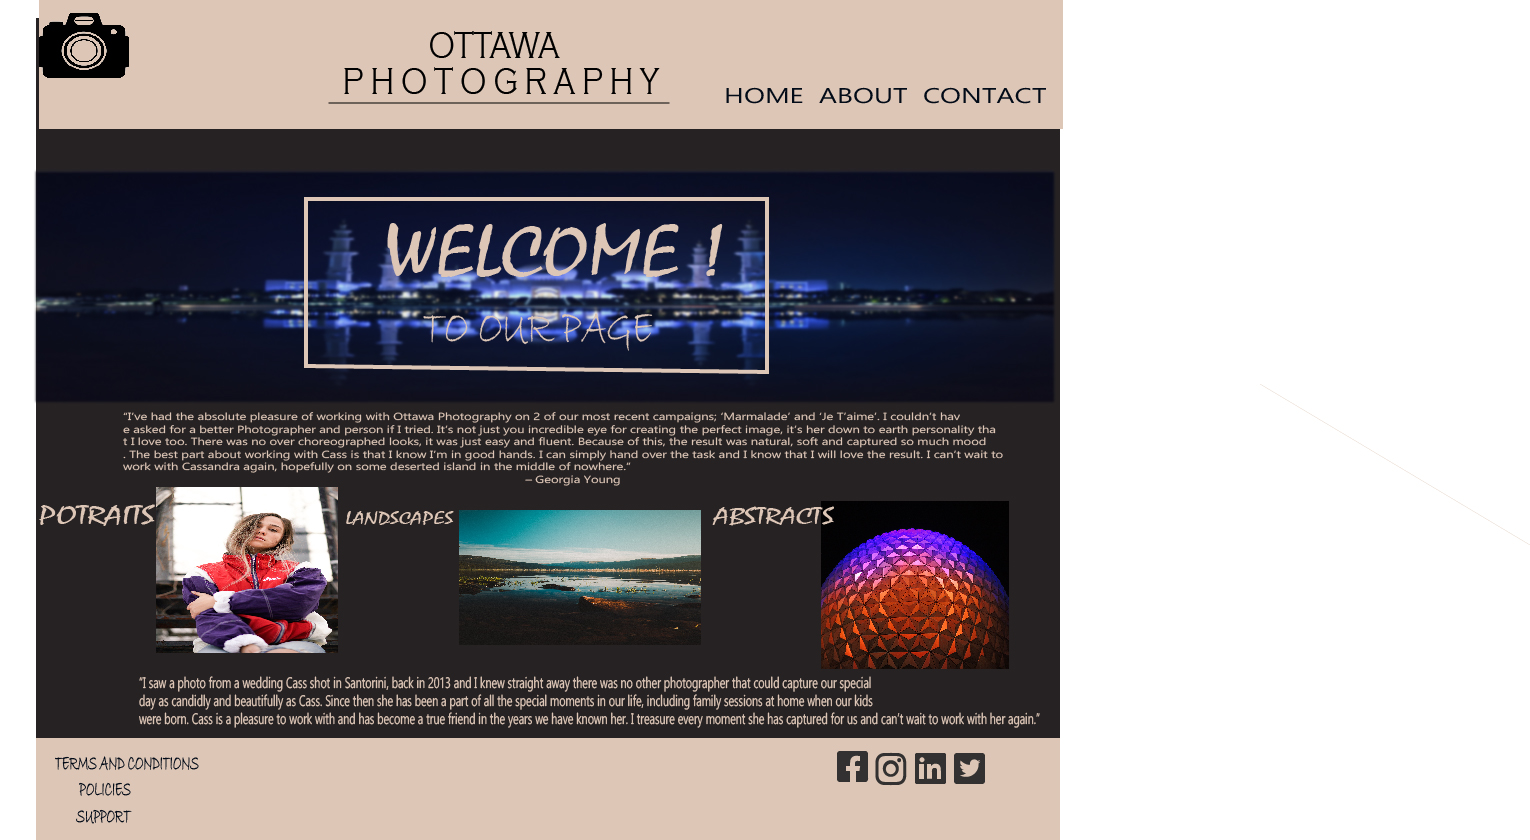 OTTAWA
PHOTOGRAPHY
HOME ABOUT CONTACT
WELCOME !
TO OUR PAGE
“I’ve had the absolute pleasure of working with Ottawa Photography on 2 of our most recent campaigns; ‘Marmalade’ and ‘Je T’aime’. I couldn’t hav
e asked for a better Photographer and person if I tried. It’s not just you incredible eye for creating the perfect image, it’s her down to earth personality tha
t I love too. There was no over choreographed looks, it was just easy and fluent. Because of this, the result was natural, soft and captured so much mood
. The best part about working with Cass is that I know I’m in good hands. I can simply hand over the task and I know that I will love the result. I can’t wait to
work with Cassandra again, hopefully on some deserted island in the middle of nowhere.”
– Georgia Young
POTRAITS
LANDSCAPES
ABSTRACTS
“I saw a photo from a wedding Cass shot in Santorini, back in 2013 and I knew straight away there was no other photographer that could capture our special
day as candidly and beautifully as Cass. Since then she has been a part of all the special moments in our life, including family sessions at home when our kids
were born. Cass is a pleasure to work with and has become a true friend in the years we have known her. I treasure every moment she has captured for us and can’t wait to work with her again.”
TERMS AND CONDITIONS
POLICIES
SUPPORT